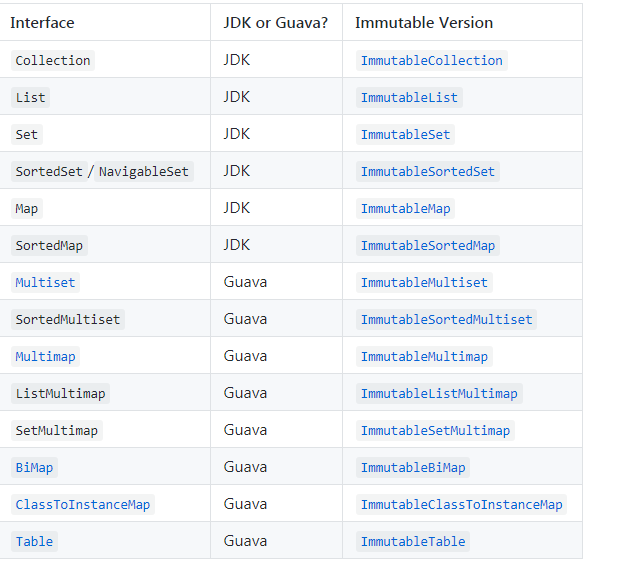 Interface JDK or Guava? Immutable Version
Collection JDK ImmutableCollection
List JDK ImmutableList
Set JDK ImmutableSet
SortedSet / NavigableSet JDK ImmutableSortedSet
Map JDK ImmutableMap
SortedMap JDK ImmutableSortedMap
Multiset Guava ImmutableMultiset
SortedMultiset Guava ImmutableSortedMultiset
Multimap Guava ImmutableMultimap
ListMultimap Guava ImmutableListMultimap
SetMultimap Guava ImmutableSetMultimap
BiMap Guava ImmutableBiMap
ClassToInstanceMap Guava ImmutableClassToInstanceMap
Table Guava ImmutableTable